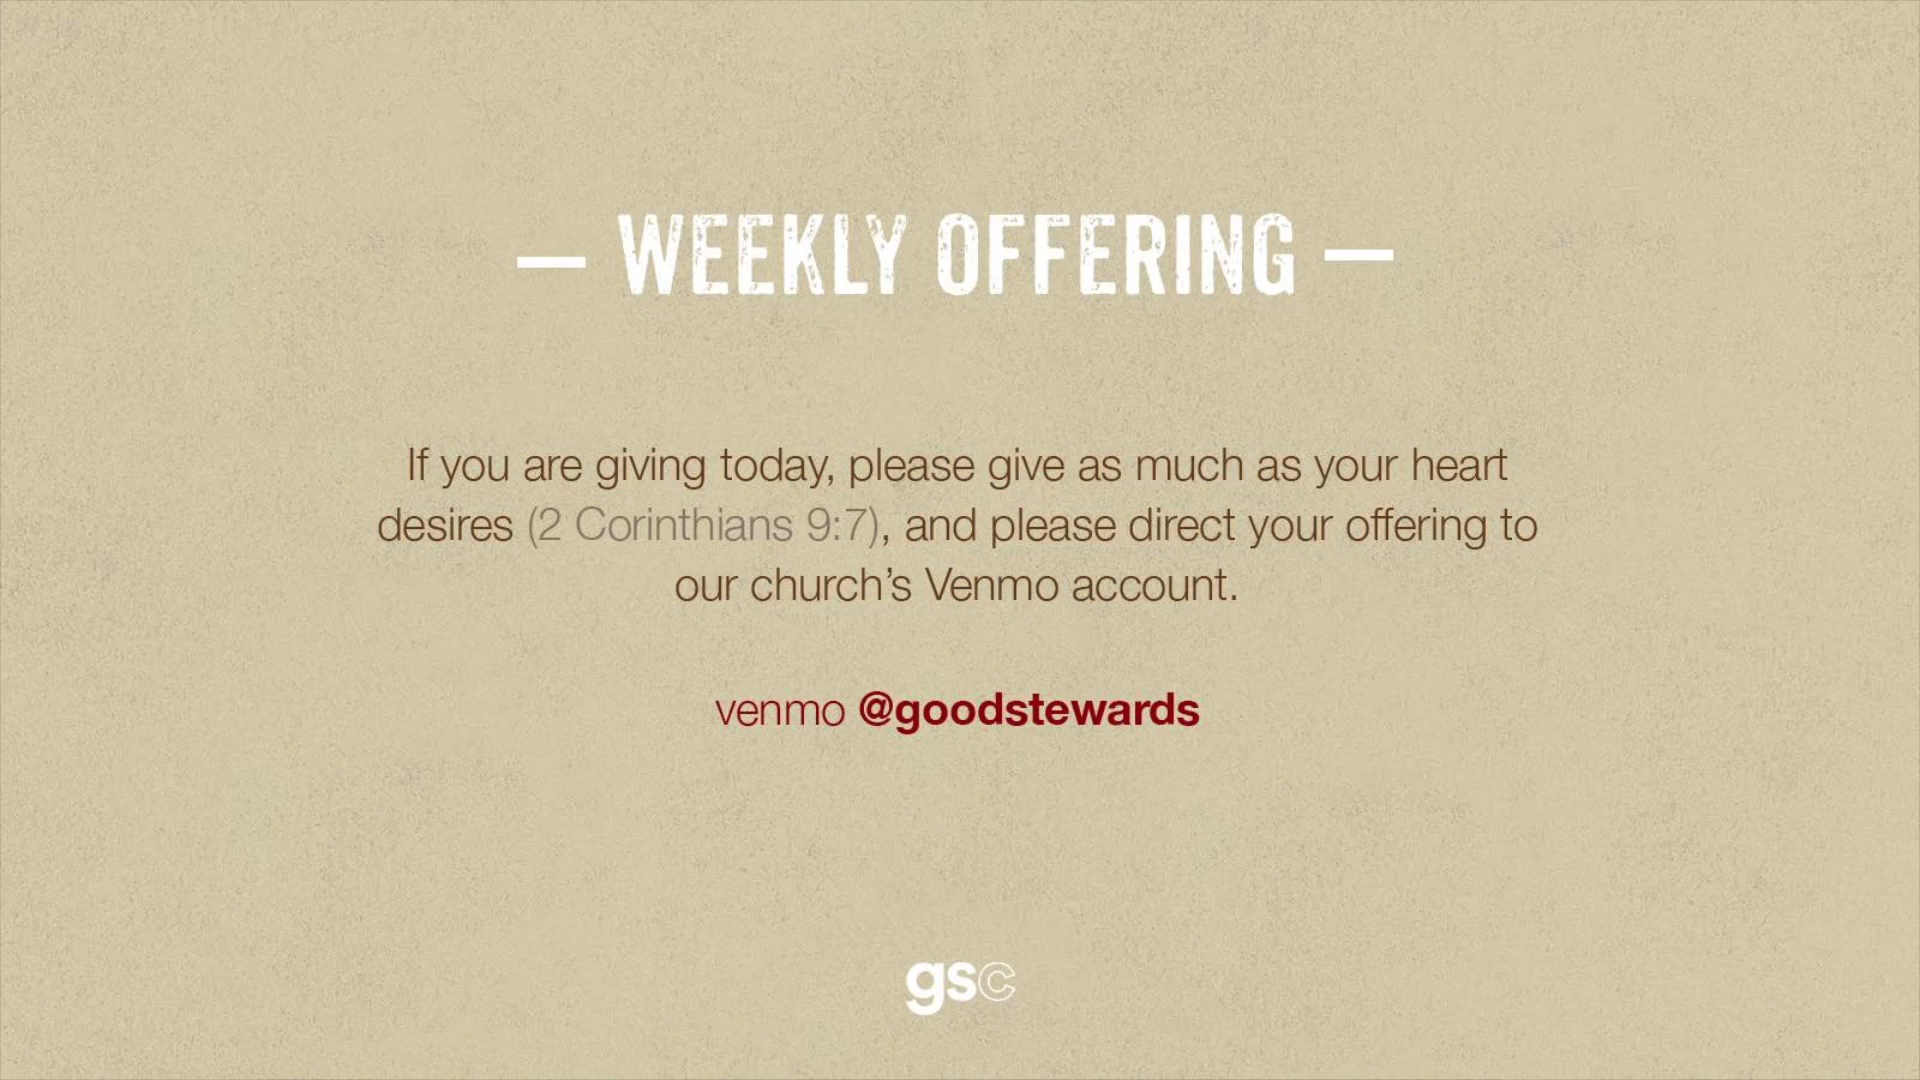 — WEEKLY OFFERING —
If you are giving today, please give as much as your heart
desires (2 Corinthians 9:7), and please direct your offering to
our church’s Venmo account.
venmo @goodstewards
gsc